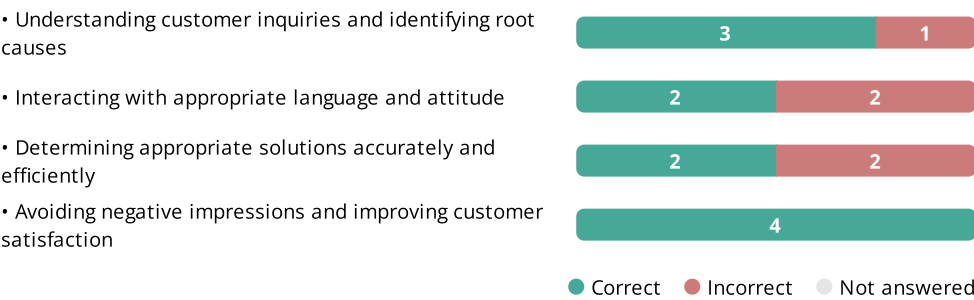 • Understanding customer inquiries and identifying root
causes
3 1
• Interacting with appropriate language and attitude
2 2
• Determining appropriate solutions accurately and
efficiently
2 2
• Avoiding negative impressions and improving customer
satisfaction
4
Correct Incorrect Not answered